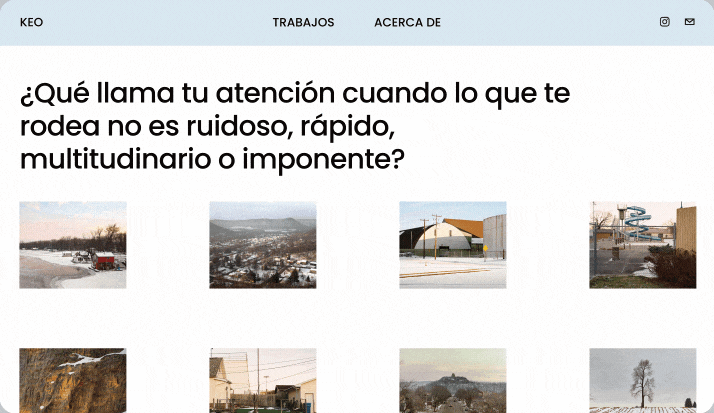 KEO
TRABAJOS
ACERCA DE
¿Qué llama tu atención cuando lo que te
rodea no es ruidoso, rápido,
multitudinario o imponente?